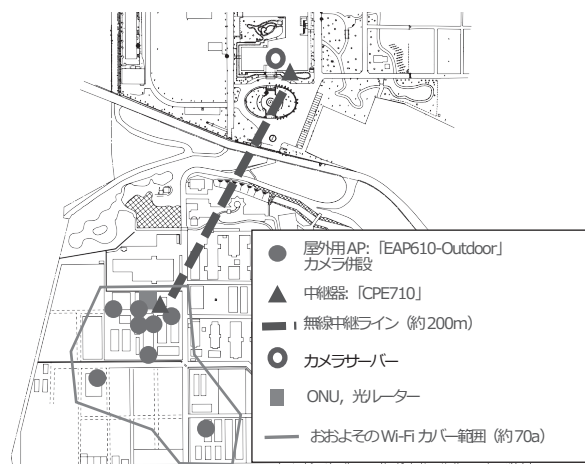 屋外用AP:「EAP610-Outdoor」
カメラ併設
中継器:「CPE710」
無線中継ライン（約200m）
カメラサーバー
ONU，光ルーター
おおよそのWi-Fiカバー範囲（約70a）